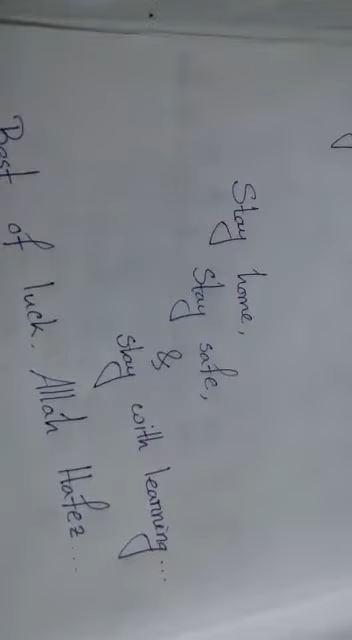 Stay home,
Stay safe,
&
stay with learning...
Best of luck. Allah Hafez...